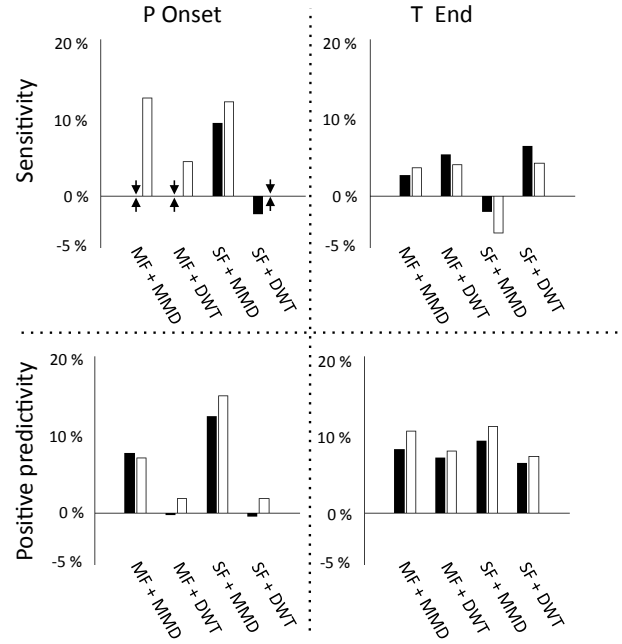 P Onset
T End
Sensitivity
20 %
10 %
0 %
-5 %
MF + MMD
MF + DWT
SF + MMD
SF + DWT
20 %
10 %
0 %
-5 %
MF + MMD
MF + DWT
SF + MMD
SF + DWT
Positive predictivity
20 %
10 %
0 %
-5 %
MF + MMD
MF + DWT
SF + MMD
SF + DWT
20 %
10 %
0 %
-5 %
MF + MMD
MF + DWT
SF + MMD
SF + DWT